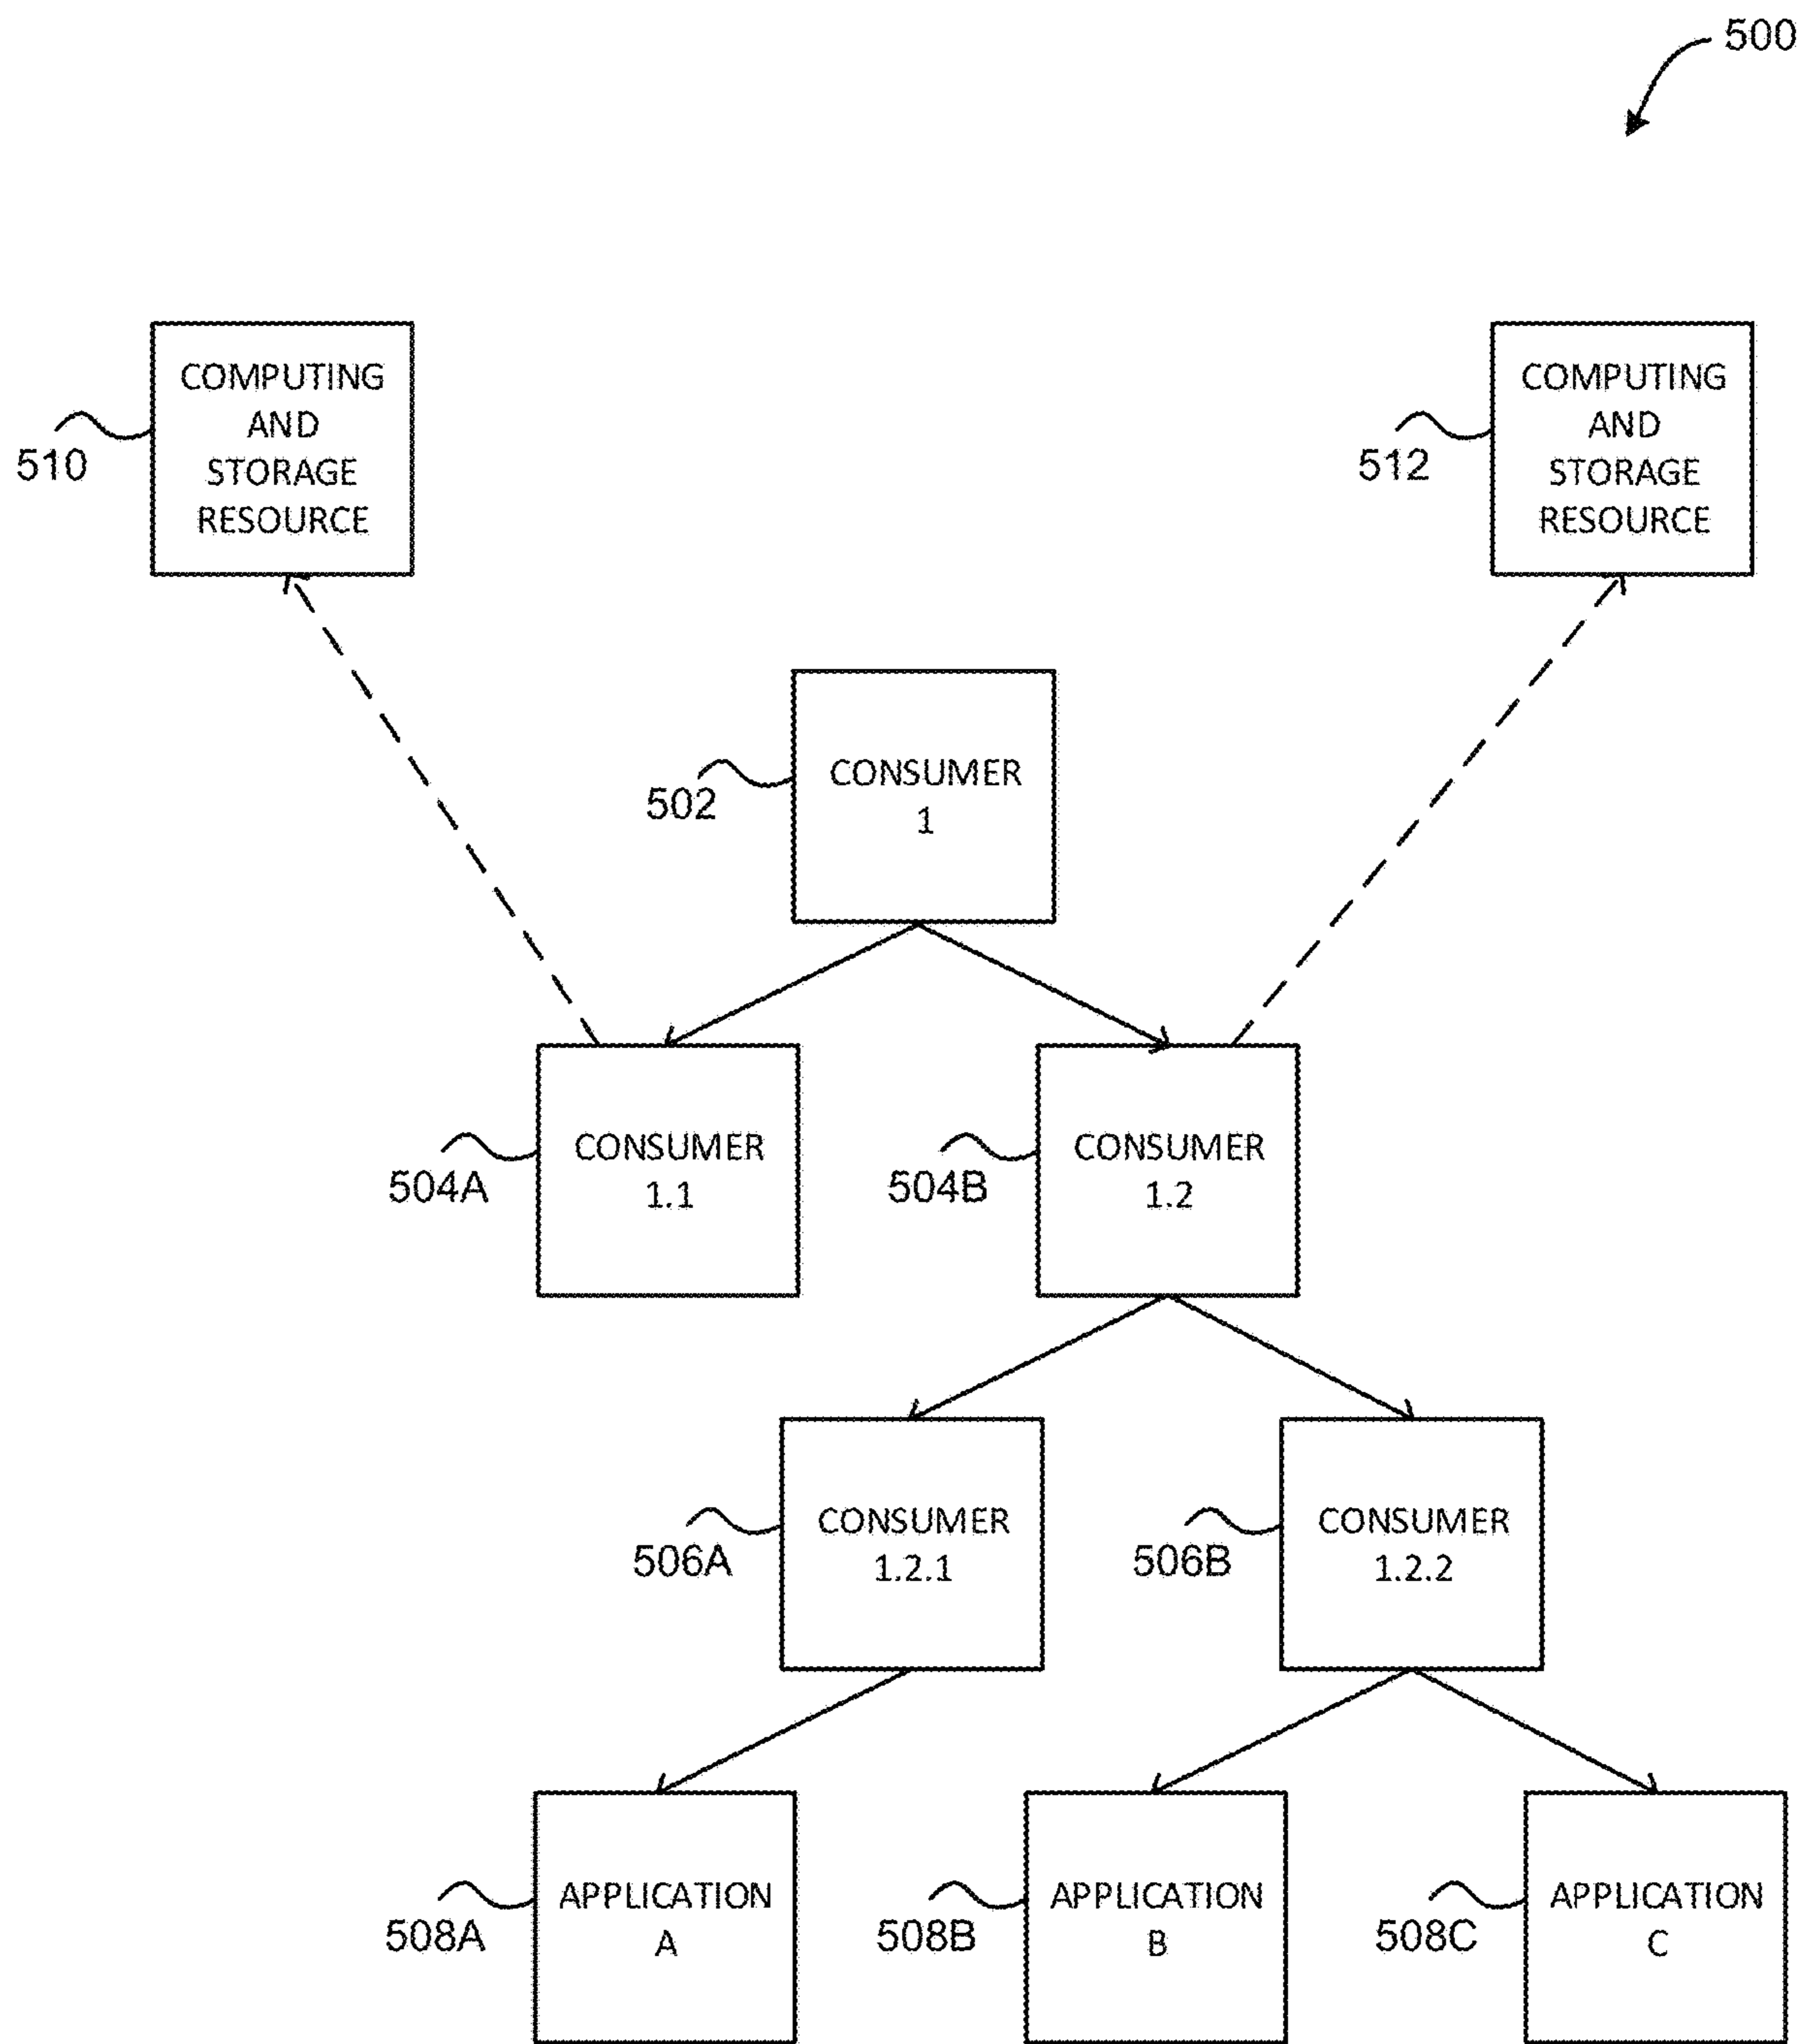 500
COMPUTING
AND
STORAGE
RESOURCE
510
COMPUTING
AND
STORAGE
RESOURCE
512
CONSUMER
1
502
CONSUMER
1.1
504A
CONSUMER
1.2
504B
CONSUMER
1.2.1
506A
CONSUMER
1.2.2
506B
APPLICATION
A
508A
APPLICATION
B
508B
APPLICATION
C
508C